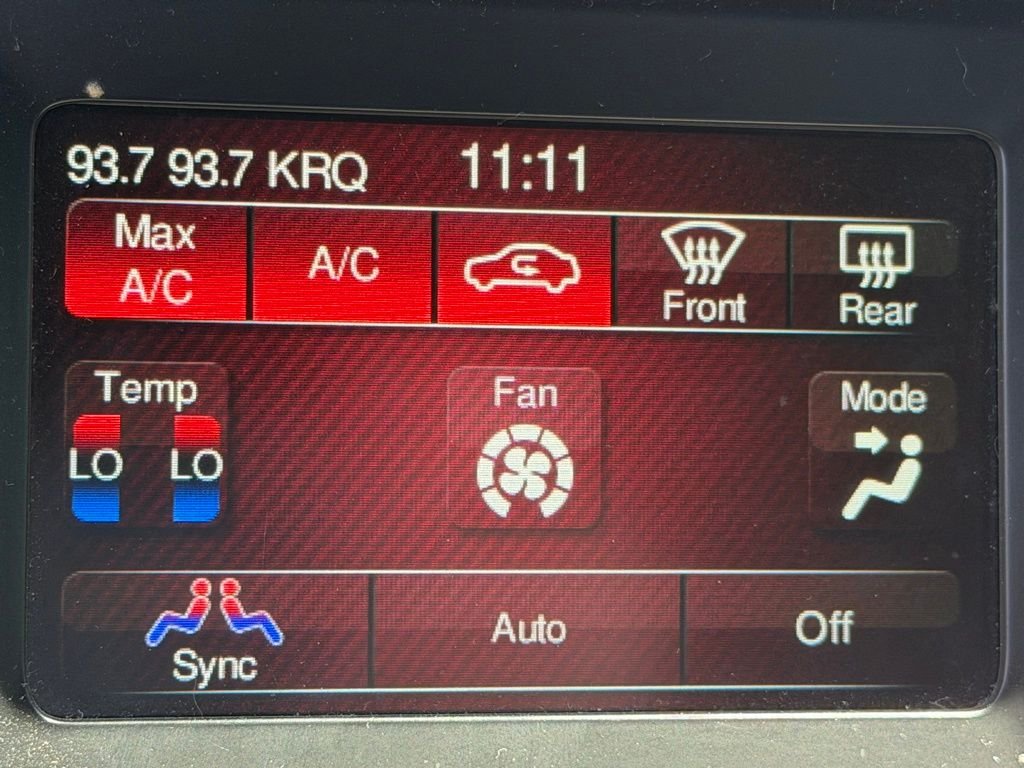 93.7 93.7 KRQ 11:11
Max
A/C
A/C
Front
Rear
Temp
LO LO
Fan
Mode
Sync
Auto
Off